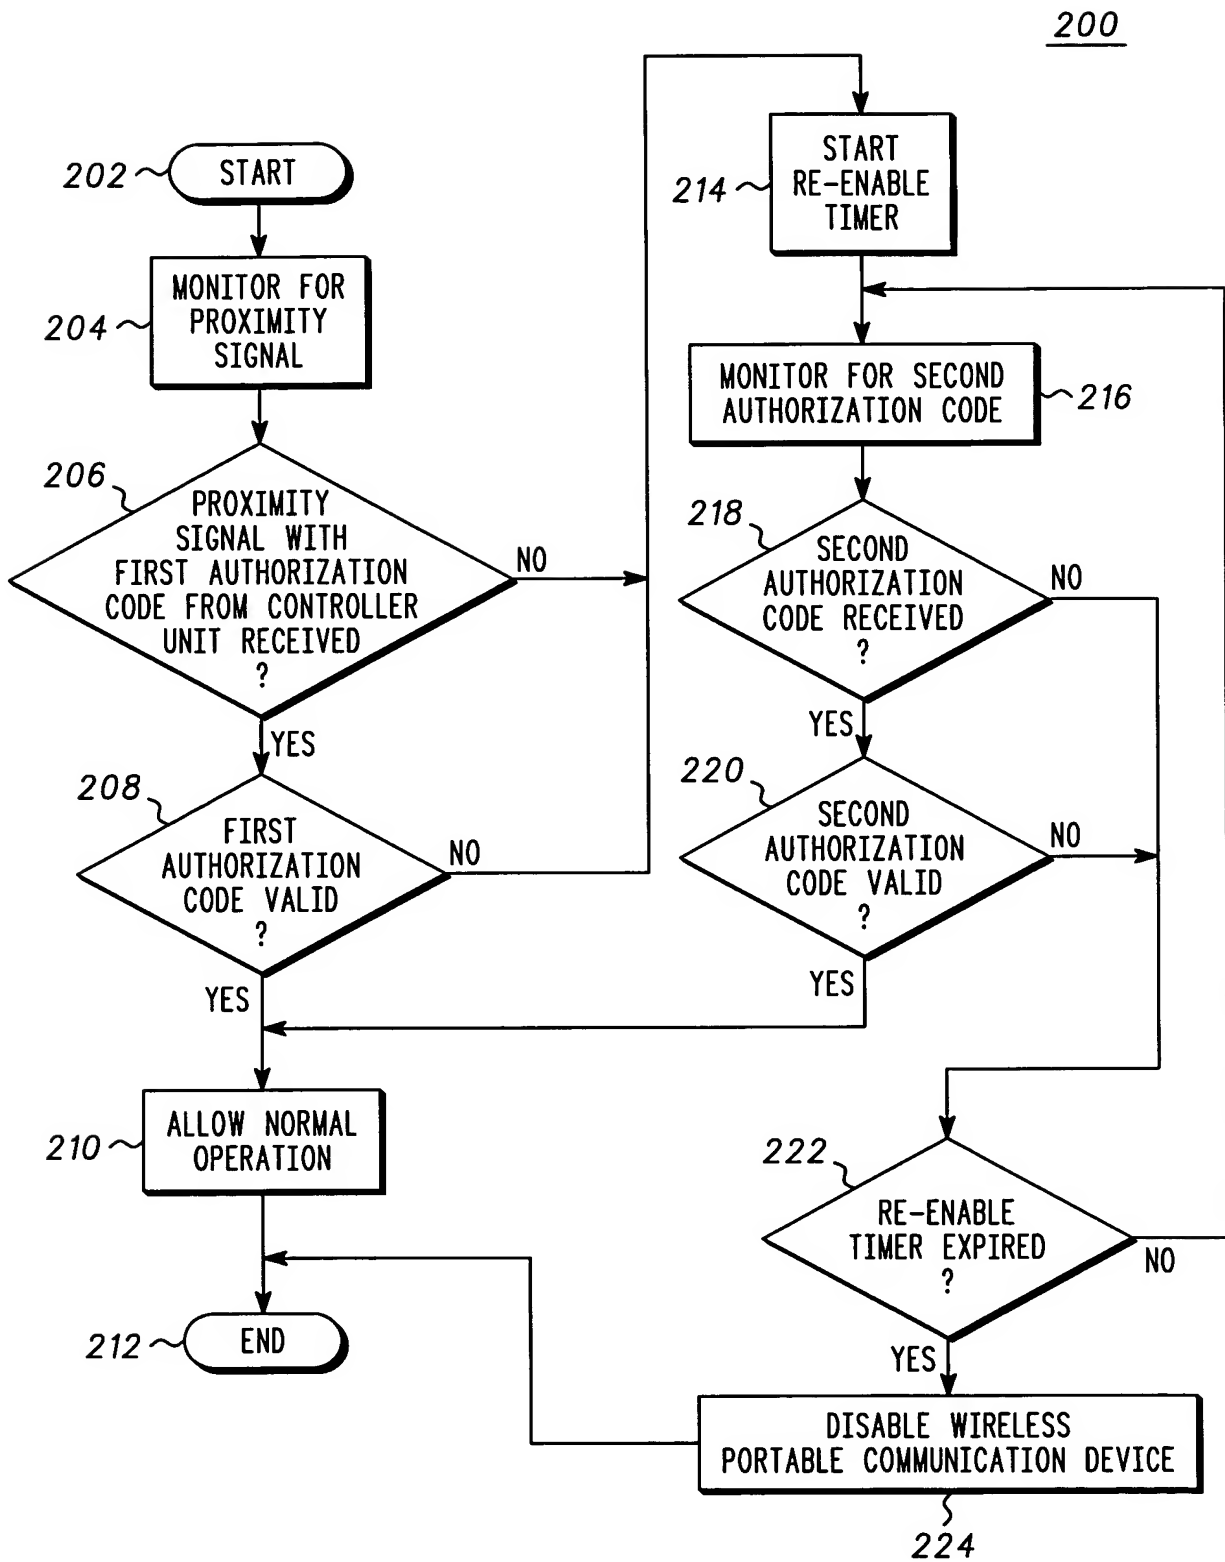 200
202
START
204
MONITOR FOR
PROXIMITY
SIGNAL
206
PROXIMITY
SIGNAL WITH
FIRST AUTHORIZATION
CODE FROM CONTROLLER
UNIT RECEIVED
?
NO
YES
208
FIRST
AUTHORIZATION
CODE VALID
?
NO
YES
210
ALLOW NORMAL
OPERATION
212
END
214
START
RE-ENABLE
TIMER
MONITOR FOR SECOND
AUTHORIZATION CODE
216
218
SECOND
AUTHORIZATION
CODE RECEIVED
?
NO
YES
220
SECOND
AUTHORIZATION
CODE VALID
?
NO
YES
222
RE-ENABLE
TIMER EXPIRED
?
NO
YES
DISABLE WIRELESS
PORTABLE COMMUNICATION DEVICE
224